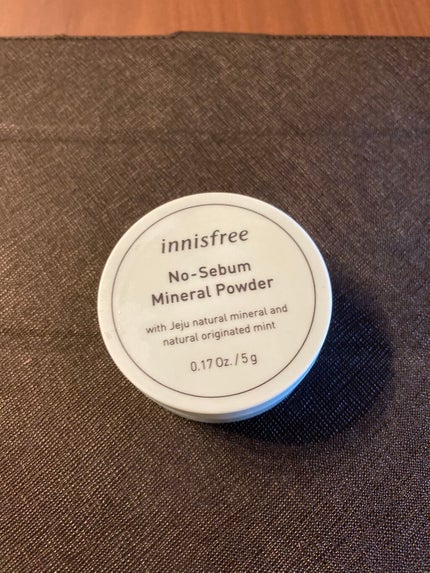 innisfree
No-Sebum
Mineral Powder
with Jeju natural mineral and
natural originated mint
0.17 Oz. / 5 g